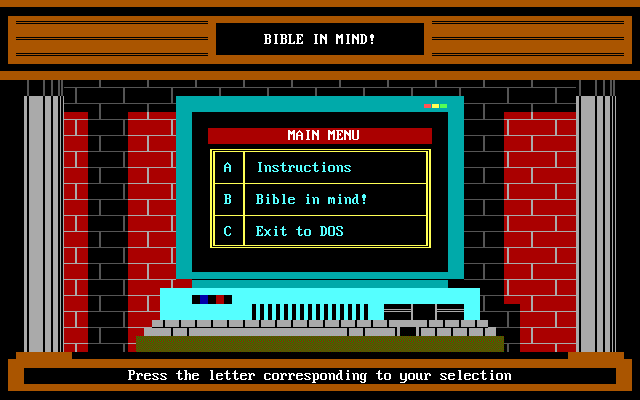 BIBLE IN MIND!
MAIN MENU
A Instructions
B Bible in mind!
C Exit to DOS
Press the letter corresponding to your selection